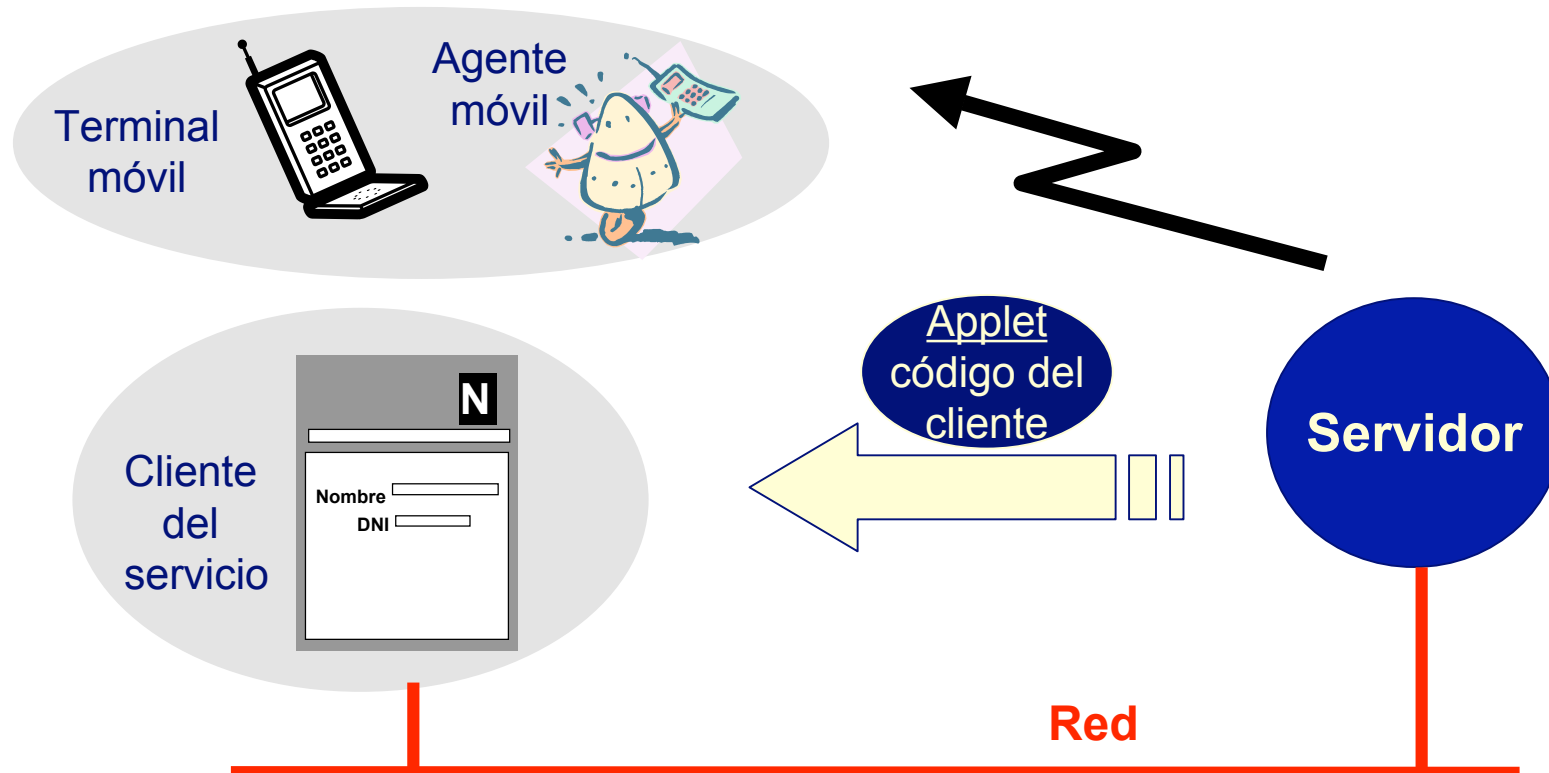 Agente
móvil
Terminal
móvil
Applet
código del
cliente
Servidor
N
Cliente
del
servicio
Nombre
DNI
Red